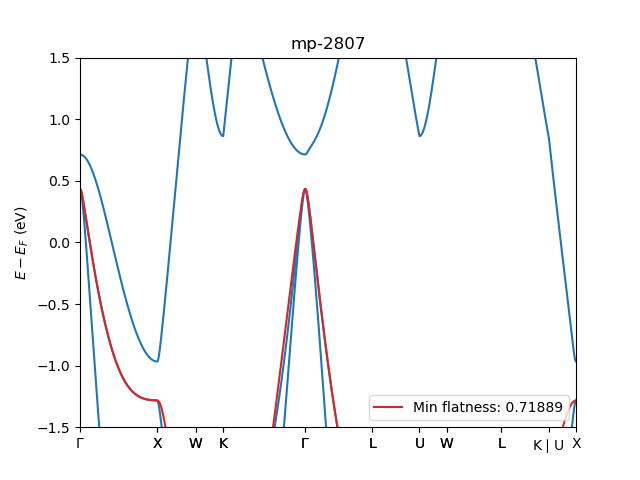 mp-2807
E − E_F (eV)
1.5
1.0
0.5
0.0
−0.5
−1.0
−1.5
Min flatness: 0.71889
Γ X W K Γ L U W L K | U X